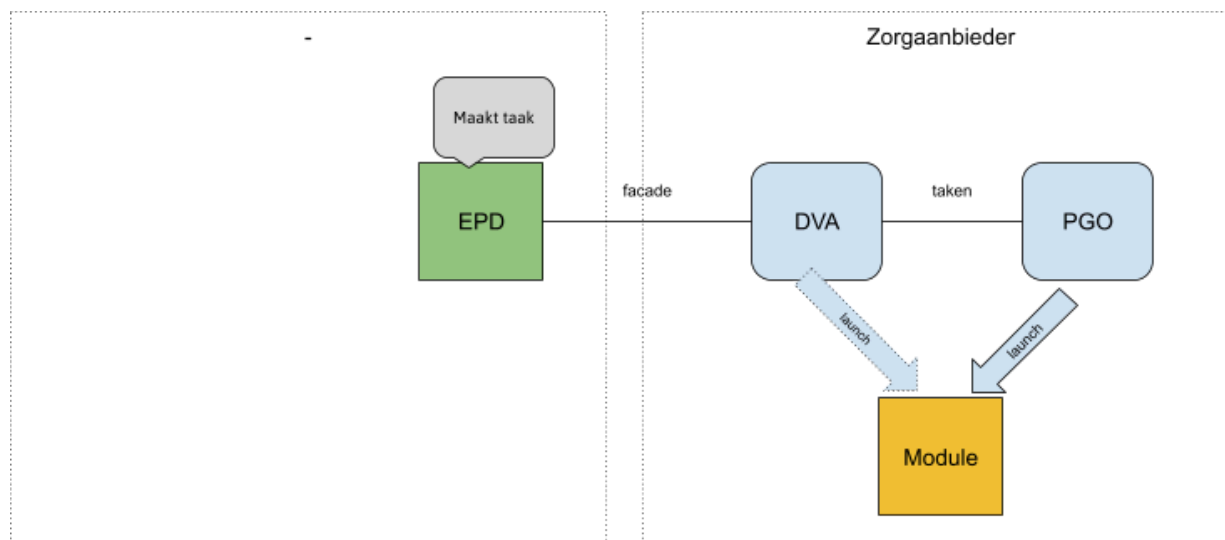 -
Zorgaanbieder
Maakt taak
EPD
facade
DVA
taken
PGO
launch
launch
Module